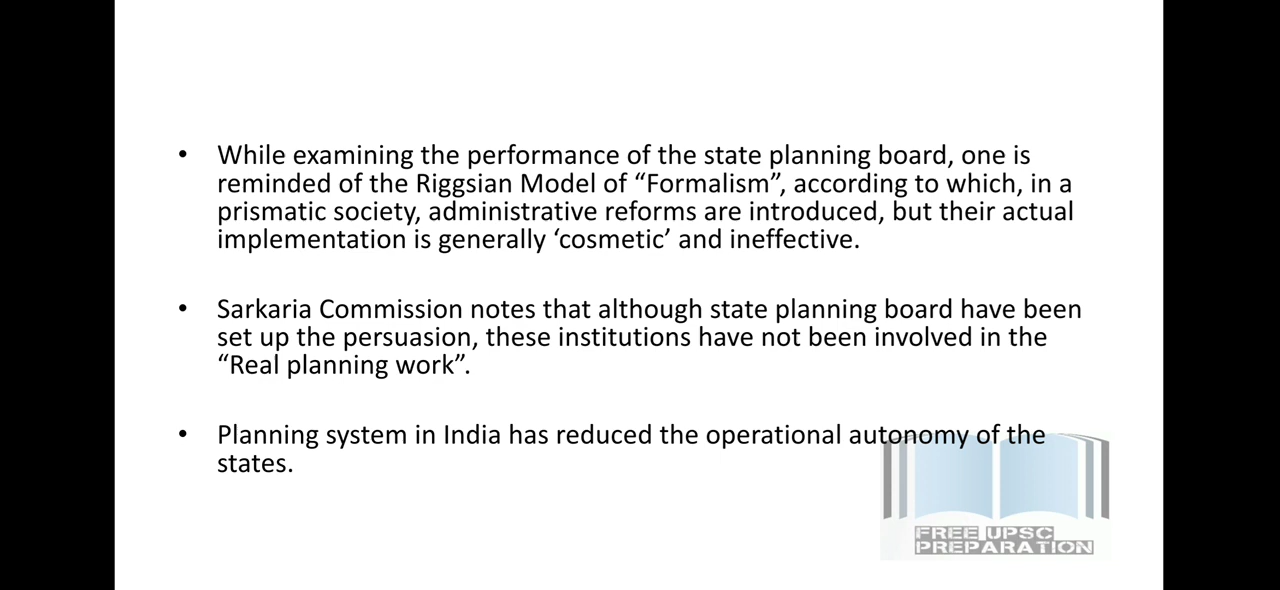 • While examining the performance of the state planning board, one is
reminded of the Riggsian Model of “Formalism”, according to which, in a
prismatic society, administrative reforms are introduced, but their actual
implementation is generally ‘cosmetic’ and ineffective.
• Sarkaria Commission notes that although state planning board have been
set up the persuasion, these institutions have not been involved in the
“Real planning work”.
• Planning system in India has reduced the operational autonomy of the
states.
FREE UPSC
PREPARATION